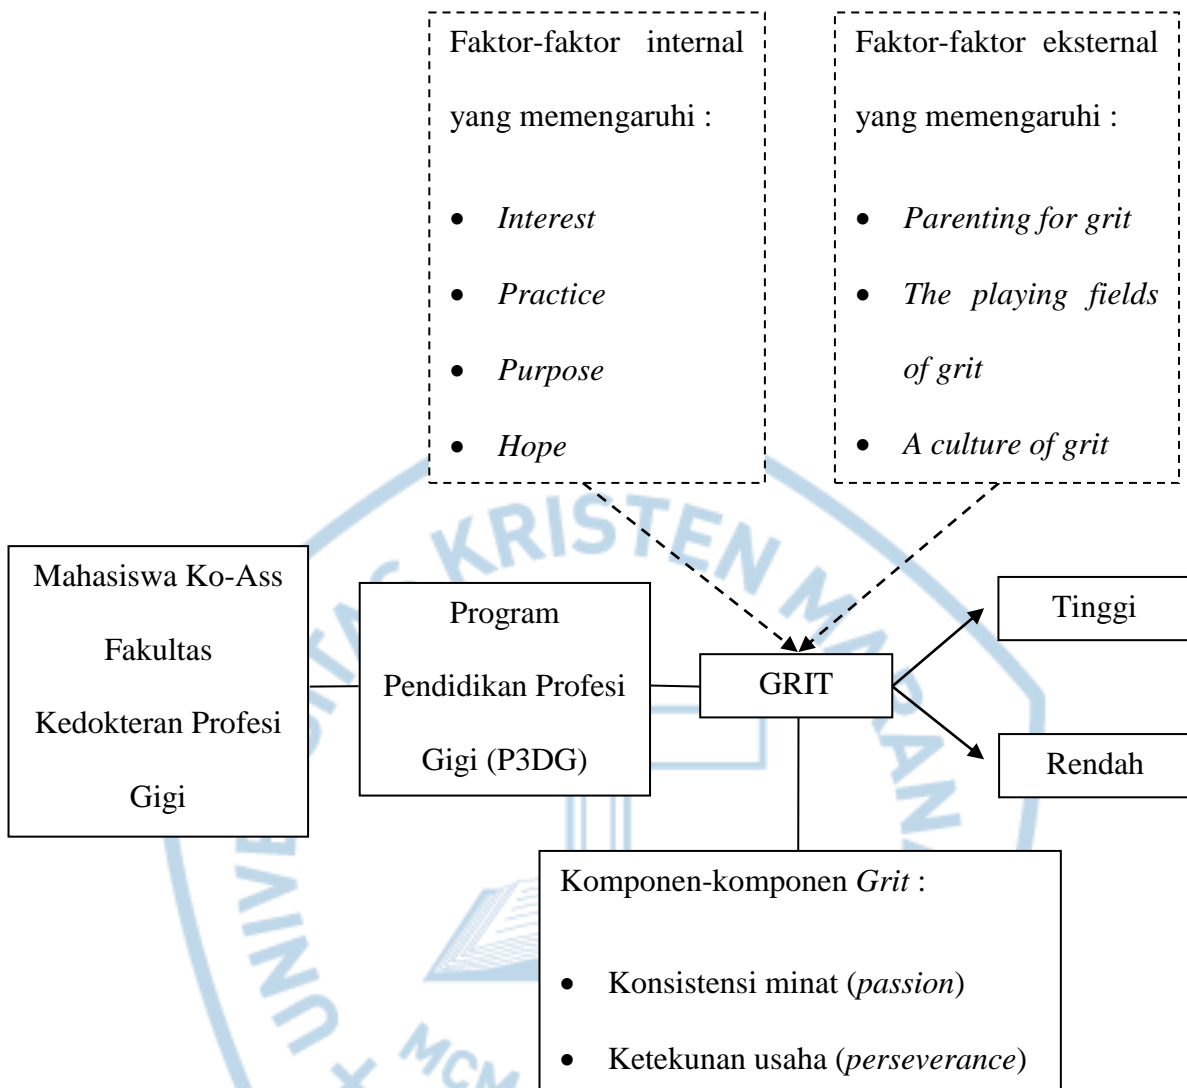 Faktor-faktor internal
yang memengaruhi :
• Interest
• Practice
• Purpose
• Hope
Faktor-faktor eksternal
yang memengaruhi :
• Parenting for grit
• The playing fields
of grit
• A culture of grit
Mahasiswa Ko-Ass
Fakultas
Kedokteran Profesi
Gigi
Program
Pendidikan Profesi
Gigi (P3DG)
GRIT
Tinggi
Rendah
Komponen-komponen Grit :
• Konsistensi minat (passion)
• Ketekunan usaha (perseverance)
KRISTEN